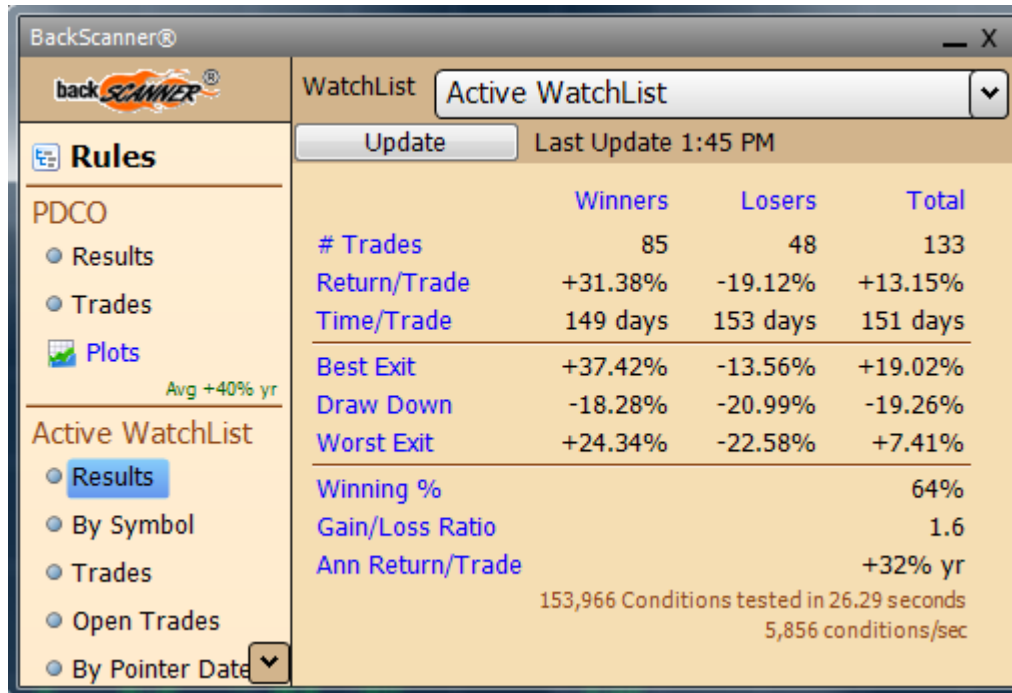 BackScanner®
back SCANNER®
WatchList Active WatchList
Update Last Update 1:45 PM
Rules
PDCO
Results
Trades
Plots
Avg +40% yr
Active WatchList
Results
By Symbol
Trades
Open Trades
By Pointer Date
Winners Losers Total
# Trades 85 48 133
Return/Trade +31.38% -19.12% +13.15%
Time/Trade 149 days 153 days 151 days
Best Exit +37.42% -13.56% +19.02%
Draw Down -18.28% -20.99% -19.26%
Worst Exit +24.34% -22.58% +7.41%
Winning % 64%
Gain/Loss Ratio 1.6
Ann Return/Trade +32% yr
153,966 Conditions tested in 26.29 seconds
5,856 conditions/sec